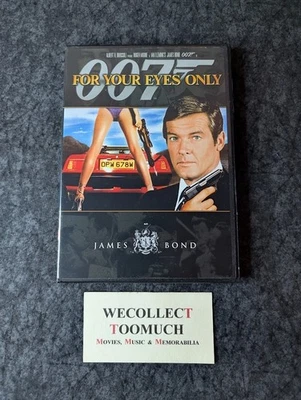 007
FOR YOUR EYES ONLY
OPW 678W
JAMES BOND
WECOLLECT
TOOMUCH
MOVIES, MUSIC & MEMORABILIA